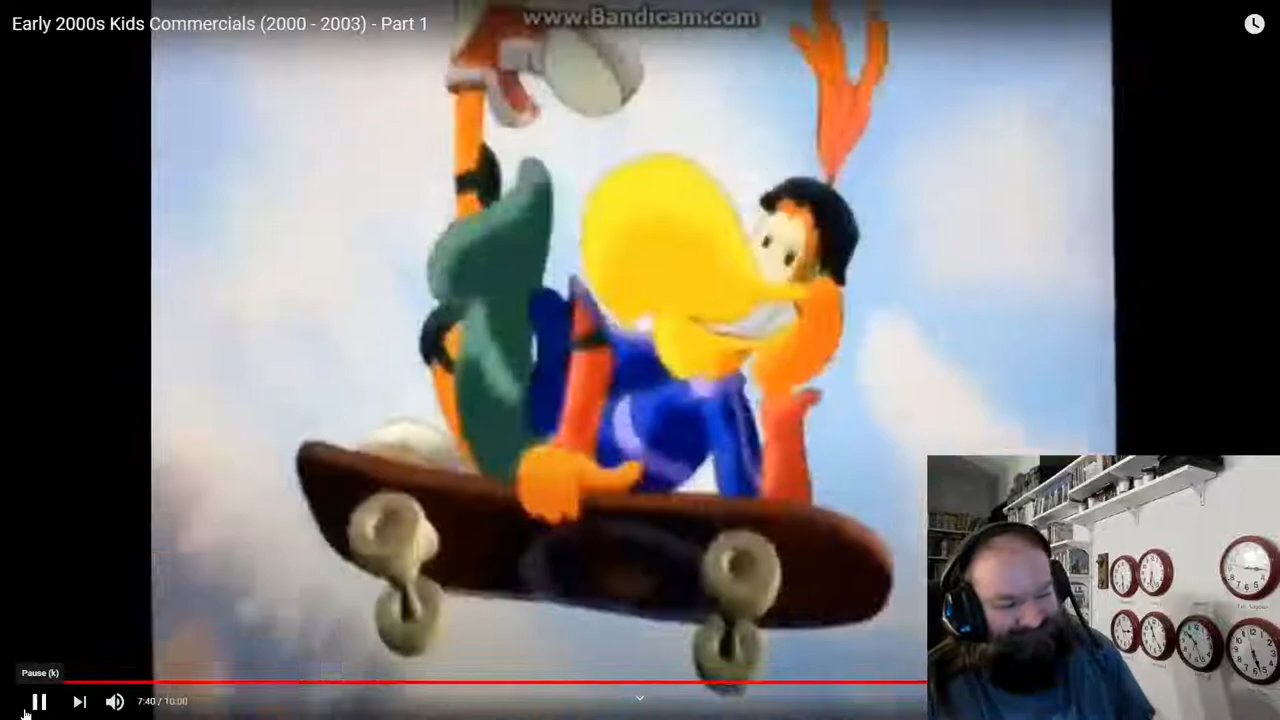 Early 2000s Kids Commercials (2000 - 2003) - Part 1
www.Bandicam.com
Pause (k)
7:40 / 10:00